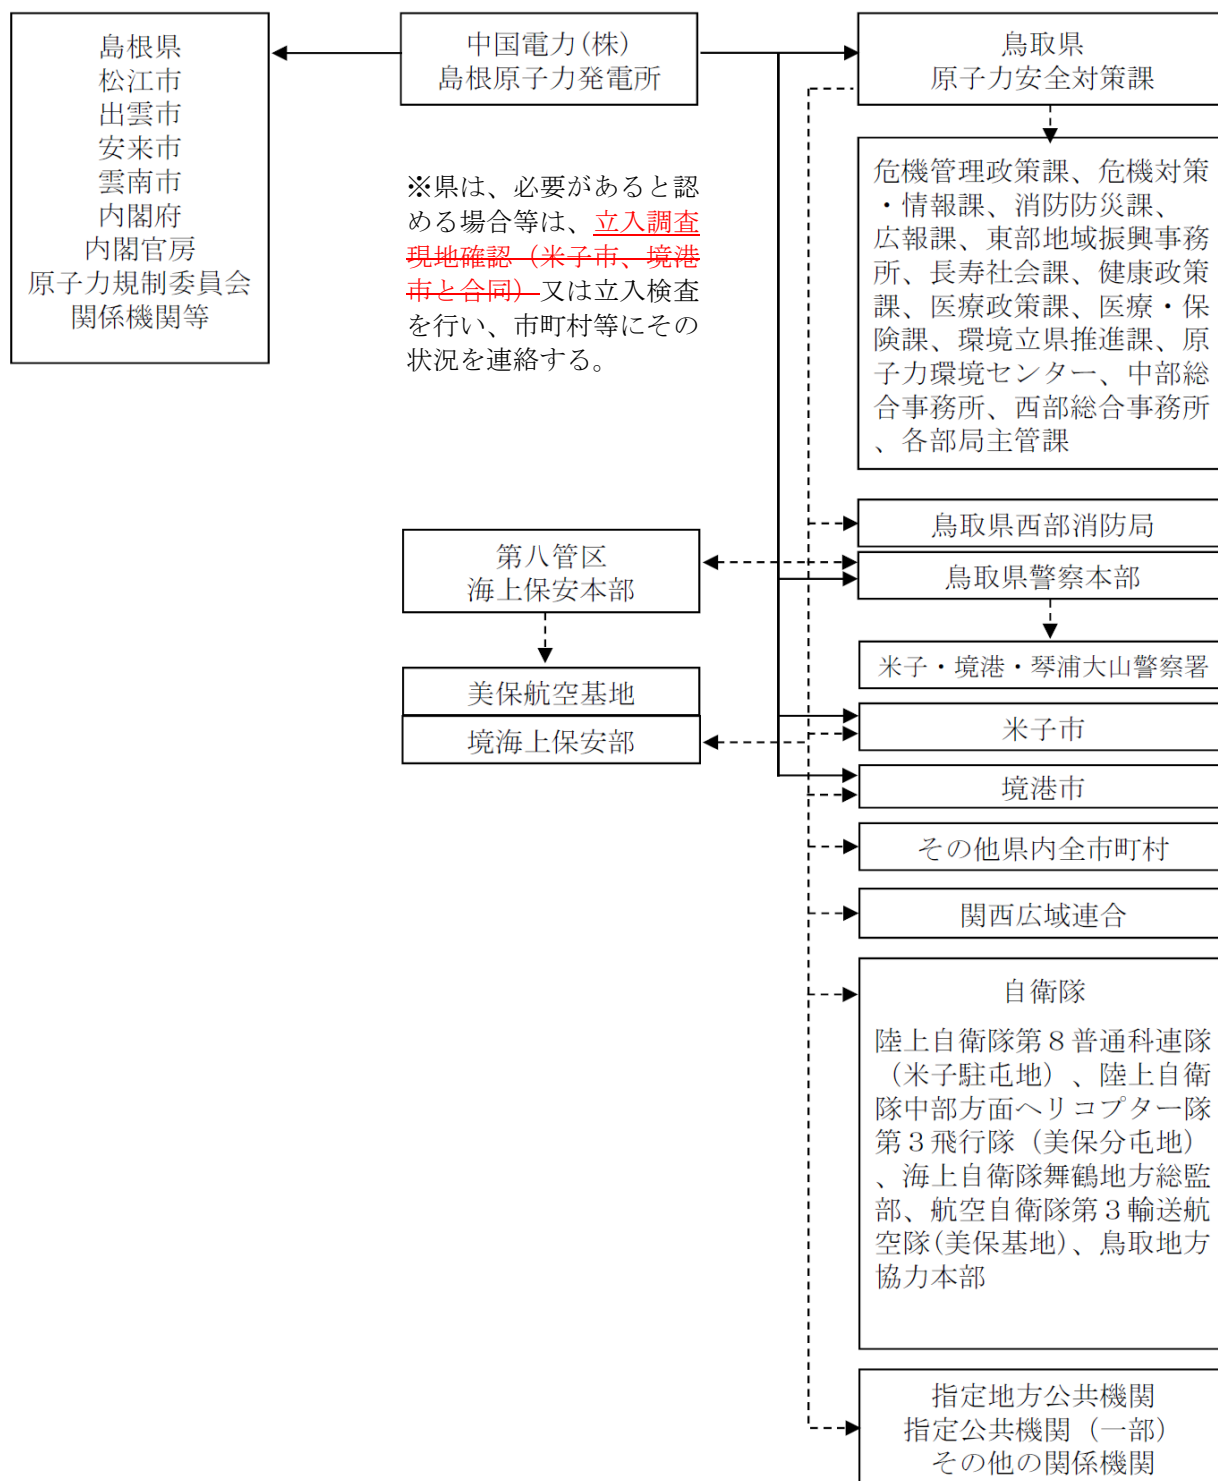 島根県
松江市
出雲市
安来市
雲南市
内閣府
内閣官房
原子力規制委員会
関係機関等
中国電力(株)
島根原子力発電所
※県は、必要があると認
める場合等は、立入調査
現地確認（米子市、境港
市と合同）又は立入検査
を行い、市町村等にその
状況を連絡する。
第八管区
海上保安本部
美保航空基地
境海上保安部
鳥取県
原子力安全対策課
危機管理政策課、危機対策
・情報課、消防防災課、
広報課、東部地域振興事務
所、長寿社会課、健康政策
課、医療政策課、医療・保
険課、環境立県推進課、原
子力環境センター、中部総
合事務所、西部総合事務所
、各部局主管課
鳥取県西部消防局
鳥取県警察本部
米子・境港・琴浦大山警察署
米子市
境港市
その他県内全市町村
関西広域連合
自衛隊
陸上自衛隊第８普通科連隊
（米子駐屯地）、陸上自衛
隊中部方面ヘリコプター隊
第３飛行隊（美保分屯地）
、海上自衛隊舞鶴地方総監
部、航空自衛隊第３輸送航
空隊(美保基地)、鳥取地方
協力本部
指定地方公共機関
指定公共機関（一部）
その他の関係機関